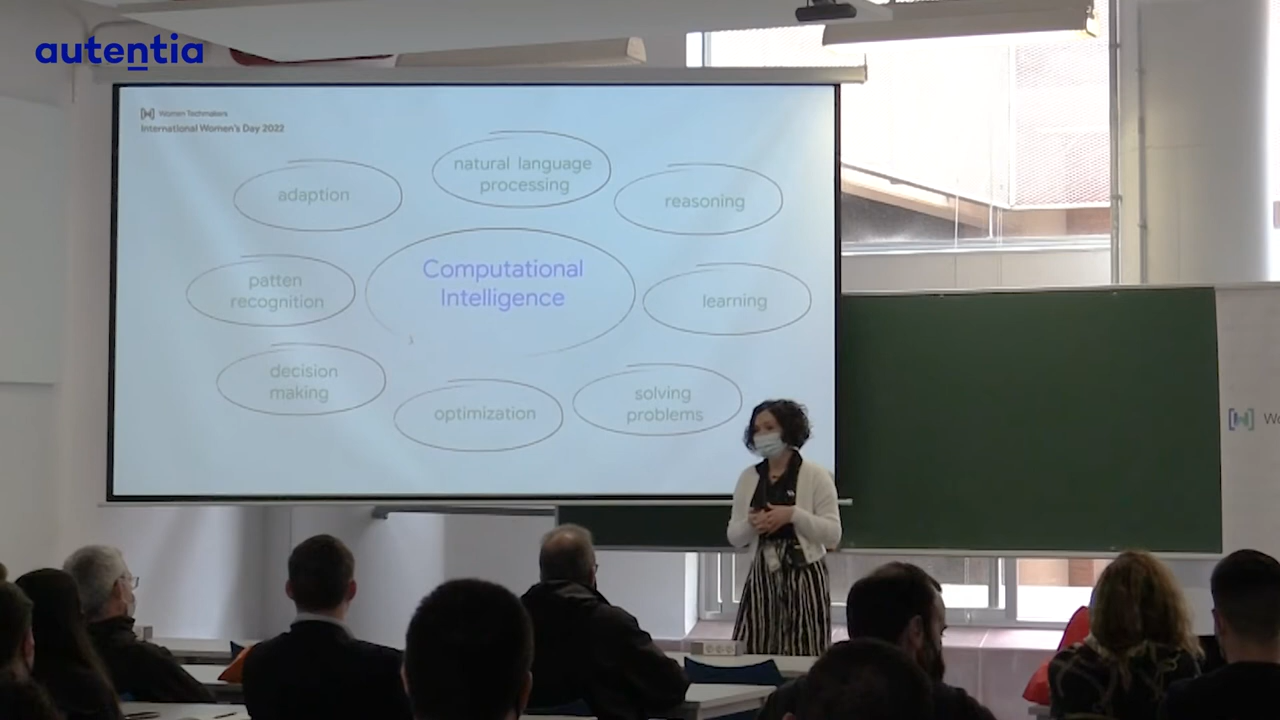 autentia
Women Techmakers
International Women's Day 2022
natural language
processing
adaption
reasoning
Computational
Intelligence
patten
recognition
learning
decision
making
optimization
solving
problems